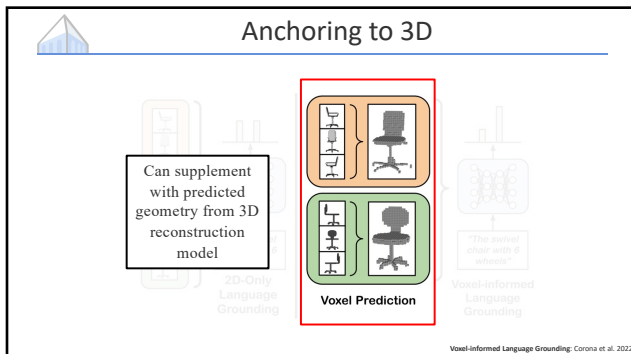 Anchoring to 3D
Can supplement
with predicted
geometry from 3D
reconstruction
model
2D-Only
Language
Grounding
Voxel Prediction
"The swivel
chair with 6
wheels"
Voxel-informed
Language
Grounding
Voxel-informed Language Grounding: Corona et al. 2022